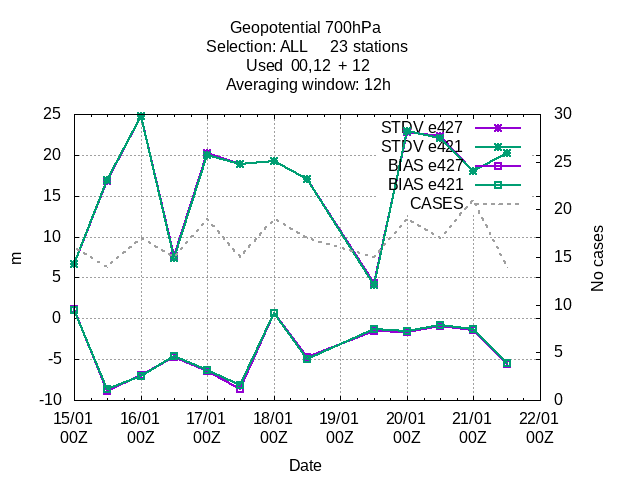 Geopotential 700hPa
Selection: ALL     23 stations
Used  00,12  + 12
Averaging window: 12h
25
20
15
10
5
0
-5
-10
m
30
25
20
15
10
5
0
No cases
STDV e427
STDV e421
BIAS e427
BIAS e421
CASES
15/01 16/01 17/01 18/01 19/01 20/01 21/01 22/01
00Z 00Z 00Z 00Z 00Z 00Z 00Z 00Z
Date